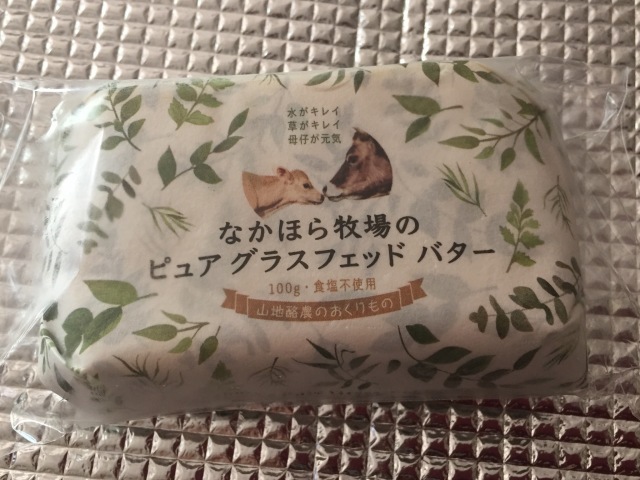 水がキレイ
草がキレイ
母仔が元気
なかほら牧場の
ピュア グラスフェッド バター
100g・食塩不使用
山地酪農のおくりもの